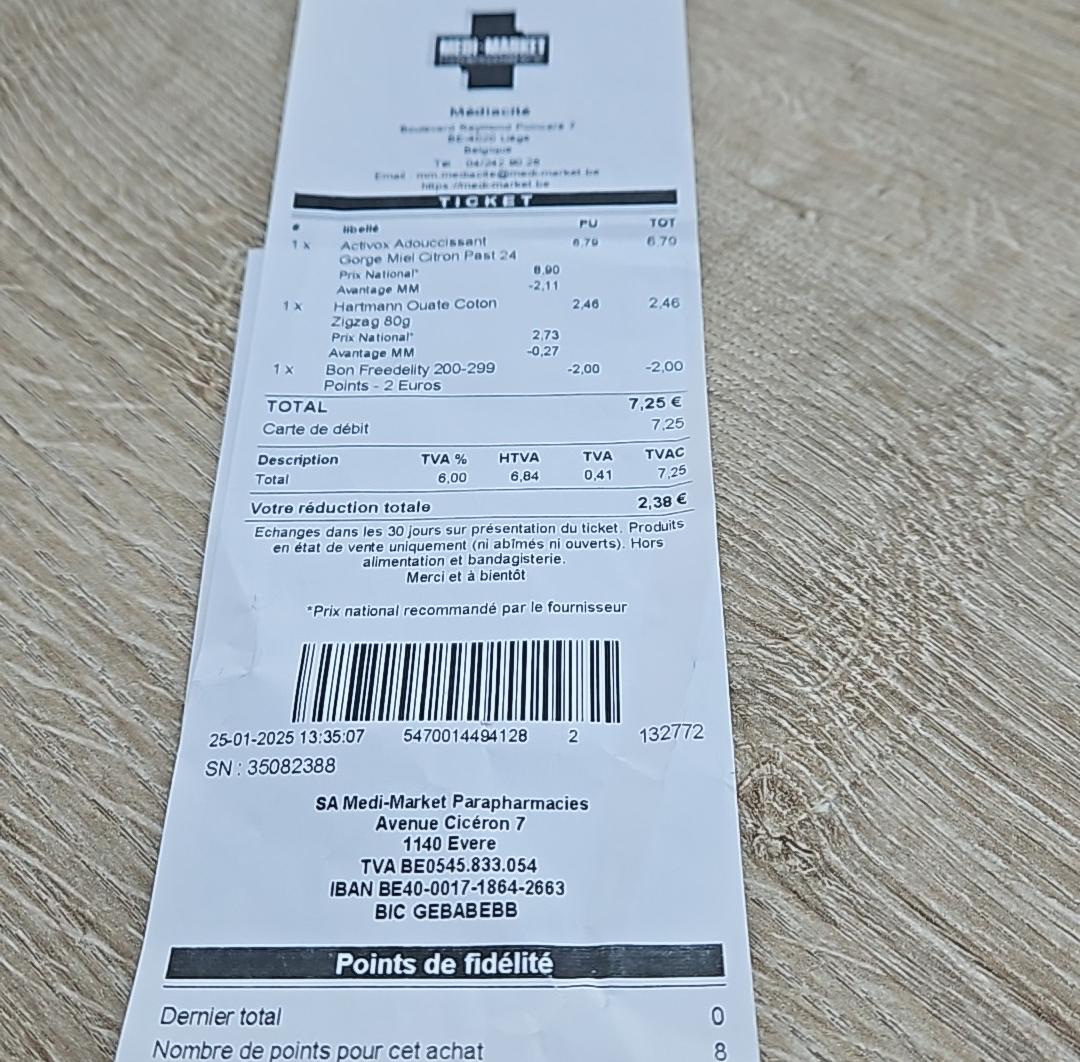 MEDI-MARKET
Médiacité
Boulevard Raymond Poincaré 7
BE-4020 Liège
Belgique
Tel : 04/242 90 28
Email : mm.mediacite@medi-market.be
https://medi-market.be
TICKET
# libellé PU TOT
1 x Activox Adouccissant 6,79 6,79
Gorge Miel Citron Past 24
Prix National* 8,90
Avantage MM -2,11
1 x Hartmann Ouate Coton 2,46 2,46
Zigzag 80g
Prix National* 2,73
Avantage MM -0,27
1 x Bon Freedelity 200-299 -2,00 -2,00
Points - 2 Euros
TOTAL 7,25 €
Carte de débit 7,25
Description TVA % HTVA TVA TVAC
Total 6,00 6,84 0,41 7,25
Votre réduction totale 2,38 €
Echanges dans les 30 jours sur présentation du ticket. Produits
en état de vente uniquement (ni abîmés ni ouverts). Hors
alimentation et bandagisterie.
Merci et à bientôt
*Prix national recommandé par le fournisseur
25-01-2025 13:35:07 5470014494128 2 132772
SN : 35082388
SA Medi-Market Parapharmacies
Avenue Cicéron 7
1140 Evere
TVA BE0545.833.054
IBAN BE40-0017-1864-2663
BIC GEBABEBB
Points de fidélité
Dernier total 0
Nombre de points pour cet achat 8